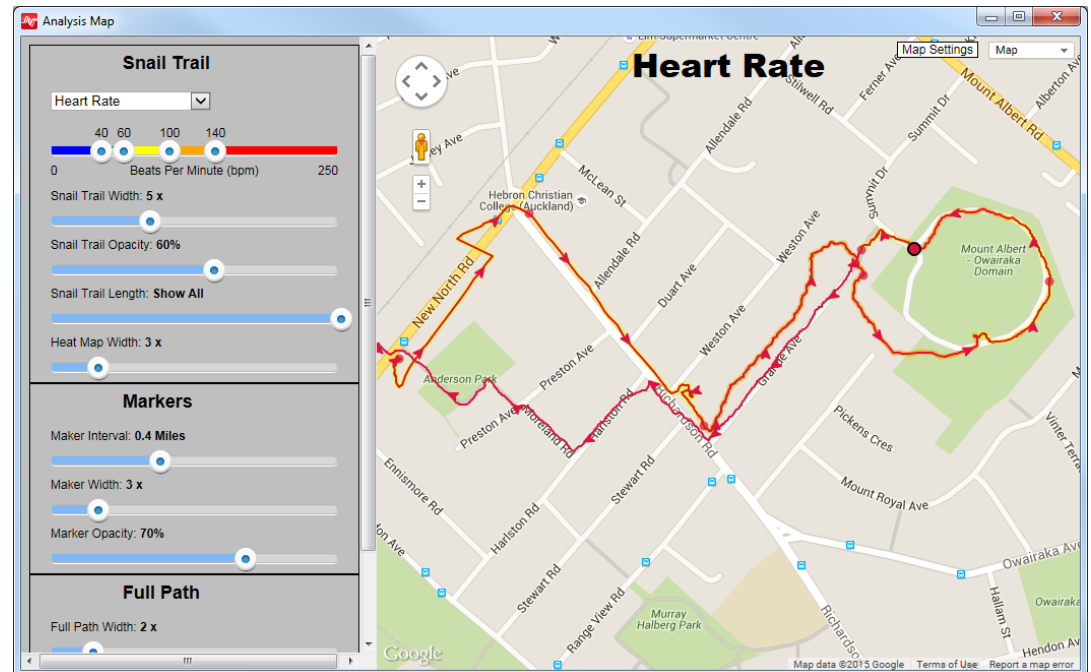 Analysis Map
Snail Trail
Heart Rate
40 60 100 140
0 Beats Per Minute (bpm) 250
Snail Trail Width: 5 x
Snail Trail Opacity: 60%
Snail Trail Length: Show All
Heat Map Width: 3 x
Markers
Maker Interval: 0.4 Miles
Maker Width: 3 x
Marker Opacity: 70%
Full Path
Full Path Width: 2 x
Heart Rate
Map Settings
Map
Mount Albert Rd
Alberton Av
Ferner Ave
Summit Dr
Summit Dr
Stilwell Rd
Allendale Rd
McLean St
Hebron Christian
College (Auckland)
Allendale Rd
Weston Ave
Duart Ave
Weston Ave
New North Rd
Mount Albert
- Owairaka
Domain
Anderson Park
Preston Ave
Preston Ave
Moreland Rd
Harlston Rd
Richardson Rd
Grande Ave
Pickens Cres
Vinter Terra
Mount Royal Ave
Ennismore Rd
Stewart Rd
Harlston Rd
Stewart Rd
Range View Rd
Murray
Halberg Park
Richardso
Owairaka Av
Hallam St
Owairaka
Hendon Av
Google
Map data ©2015 Google Terms of Use Report a map error